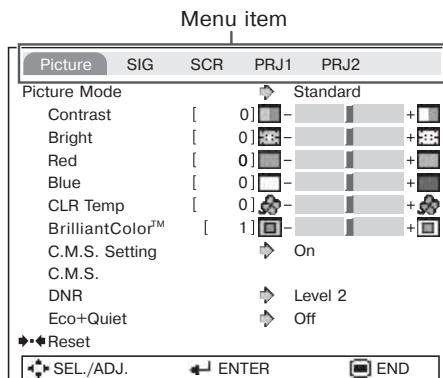 Menu item
Picture SIG SCR PRJ1 PRJ2
Picture Mode Standard
Contrast [ 0] - +
Bright [ 0] - +
Red [ 0] - +
Blue [ 0] - +
CLR Temp [ 0] - +
BrilliantColor™ [ 1] - +
C.M.S. Setting On
C.M.S.
DNR Level 2
Eco+Quiet Off
Reset
SEL./ADJ. ENTER END